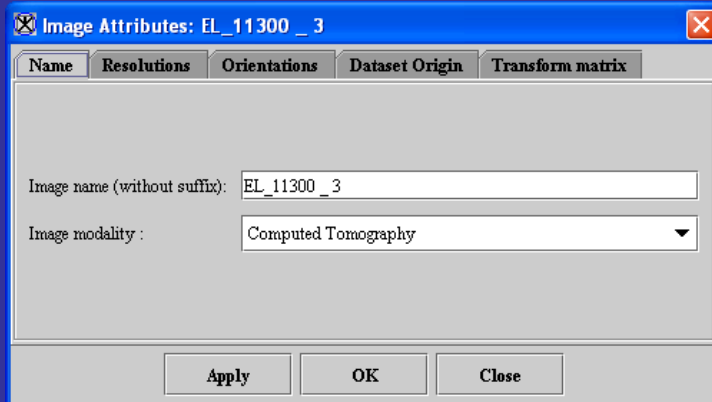 Image Attributes: EL_11300 _ 3
Name Resolutions Orientations Dataset Origin Transform matrix
Image name (without suffix): EL_11300 _ 3
Image modality : Computed Tomography
Apply OK Close